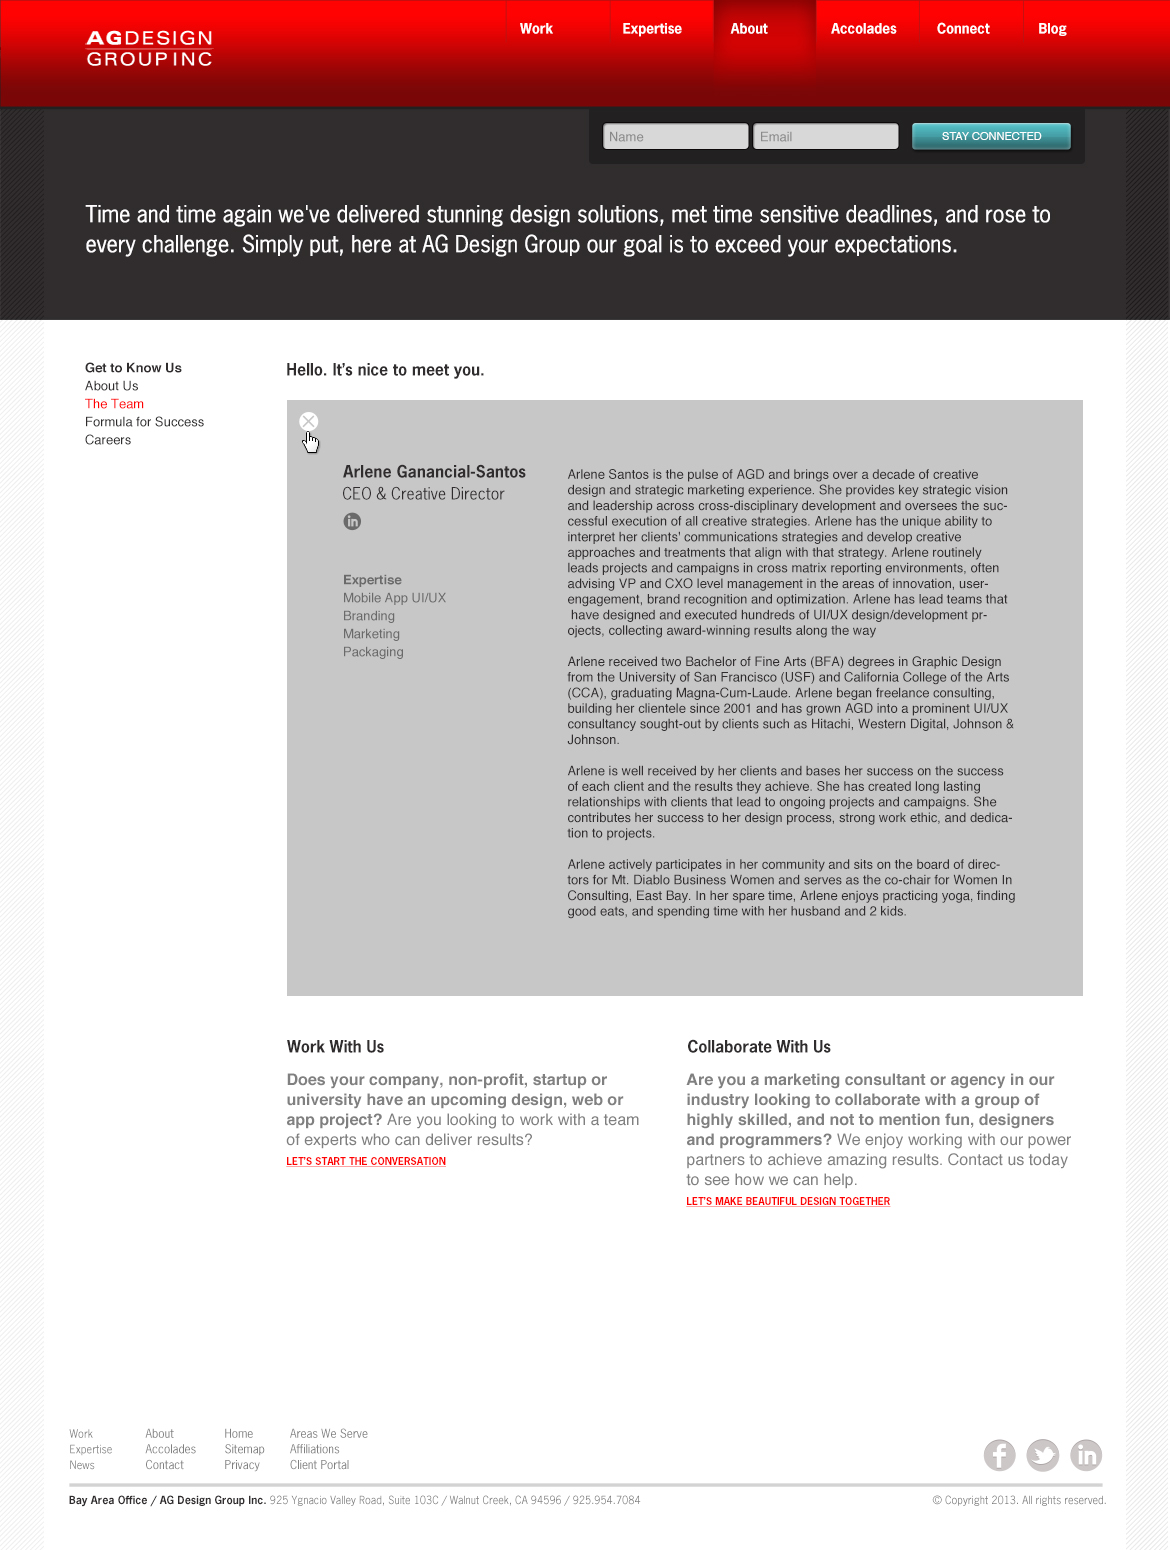 Work
Expertise
About
Accolades
Connect
Blog
AGDESIGN
GROUPINC
Name
Email
STAY CONNECTED
Time and time again we've delivered stunning design solutions, met time sensitive deadlines, and rose to
every challenge. Simply put, here at AG Design Group our goal is to exceed your expectations.
Get to Know Us
About Us
The Team
Formula for Success
Careers
Hello. It's nice to meet you.
Arlene Ganancial-Santos
CEO & Creative Director
in
Expertise
Mobile App UI/UX
Branding
Marketing
Packaging
Arlene Santos is the pulse of AGD and brings over a decade of creative
design and strategic marketing experience. She provides key strategic vision
and leadership across cross-disciplinary development and oversees the suc-
cessful execution of all creative strategies. Arlene has the unique ability to
interpret her clients' communications strategies and develop creative
approaches and treatments that align with that strategy. Arlene routinely
leads projects and campaigns in cross matrix reporting environments, often
advising VP and CXO level management in the areas of innovation, user-
engagement, brand recognition and optimization. Arlene has lead teams that
have designed and executed hundreds of UI/UX design/development pr-
ojects, collecting award-winning results along the way
Arlene received two Bachelor of Fine Arts (BFA) degrees in Graphic Design
from the University of San Francisco (USF) and California College of the Arts
(CCA), graduating Magna-Cum-Laude. Arlene began freelance consulting,
building her clientele since 2001 and has grown AGD into a prominent UI/UX
consultancy sought-out by clients such as Hitachi, Western Digital, Johnson &
Johnson.
Arlene is well received by her clients and bases her success on the success
of each client and the results they achieve. She has created long lasting
relationships with clients that lead to ongoing projects and campaigns. She
contributes her success to her design process, strong work ethic, and dedica-
tion to projects.
Arlene actively participates in her community and sits on the board of direc-
tors for Mt. Diablo Business Women and serves as the co-chair for Women In
Consulting, East Bay. In her spare time, Arlene enjoys practicing yoga, finding
good eats, and spending time with her husband and 2 kids.
Work With Us
Does your company, non-profit, startup or
university have an upcoming design, web or
app project? Are you looking to work with a team
of experts who can deliver results?
LET'S START THE CONVERSATION
Collaborate With Us
Are you a marketing consultant or agency in our
industry looking to collaborate with a group of
highly skilled, and not to mention fun, designers
and programmers? We enjoy working with our power
partners to achieve amazing results. Contact us today
to see how we can help.
LET'S MAKE BEAUTIFUL DESIGN TOGETHER
Work
Expertise
News
About
Accolades
Contact
Home
Sitemap
Privacy
Areas We Serve
Affiliations
Client Portal
f
in
Bay Area Office / AG Design Group Inc. 925 Ygnacio Valley Road, Suite 103C / Walnut Creek, CA 94596 / 925.954.7084
© Copyright 2013. All rights reserved.